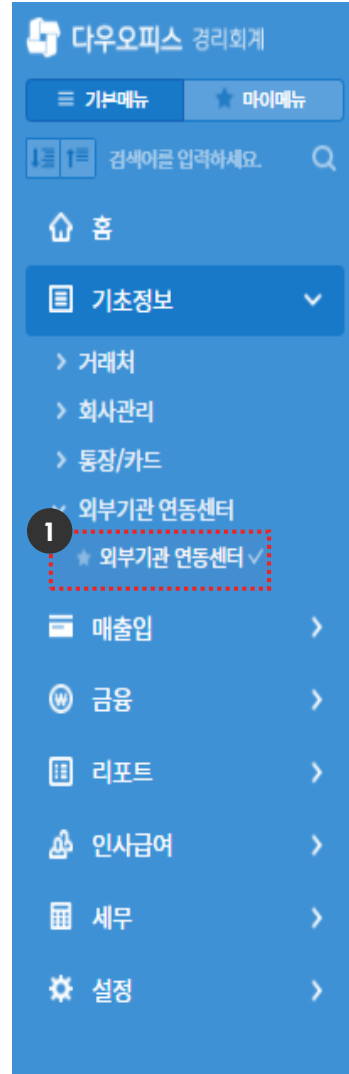 다우오피스 경리회계
기본메뉴 마이메뉴
검색어를 입력하세요.
홈
기초정보
거래처
회사관리
통장/카드
외부기관 연동센터
1
외부기관 연동센터
매출입
금융
리포트
인사급여
세무
설정